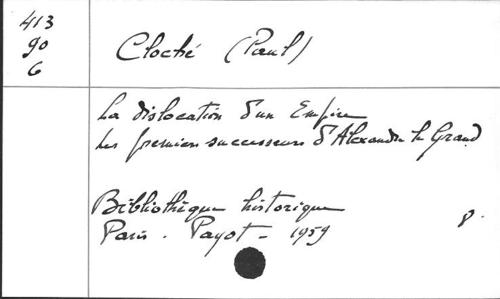 413
90
6
Cloché (Paul)
La dislocation d'un Empire
Les premiers successeurs d'Alexandre le Grand
Bibliothèque historique
Paris. Payot - 1959
8º